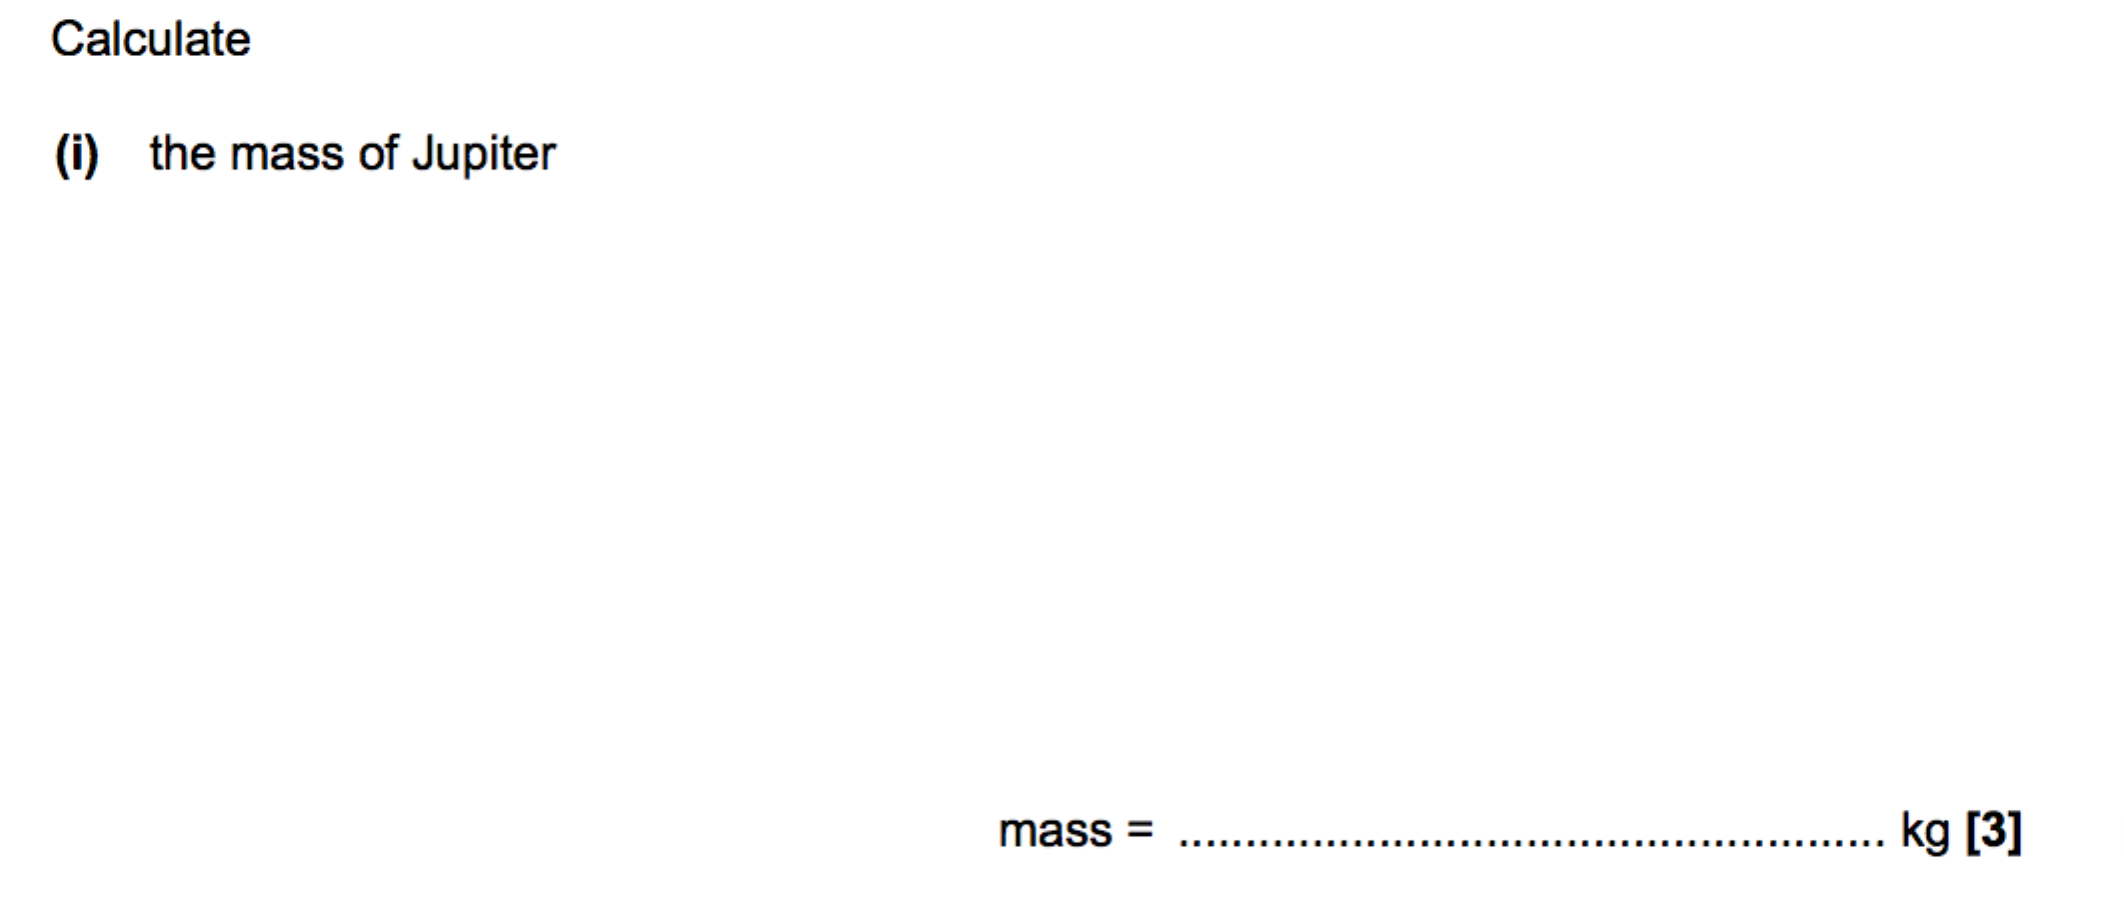 Calculate
(i) the mass of Jupiter
mass = ...................................................... kg [3]